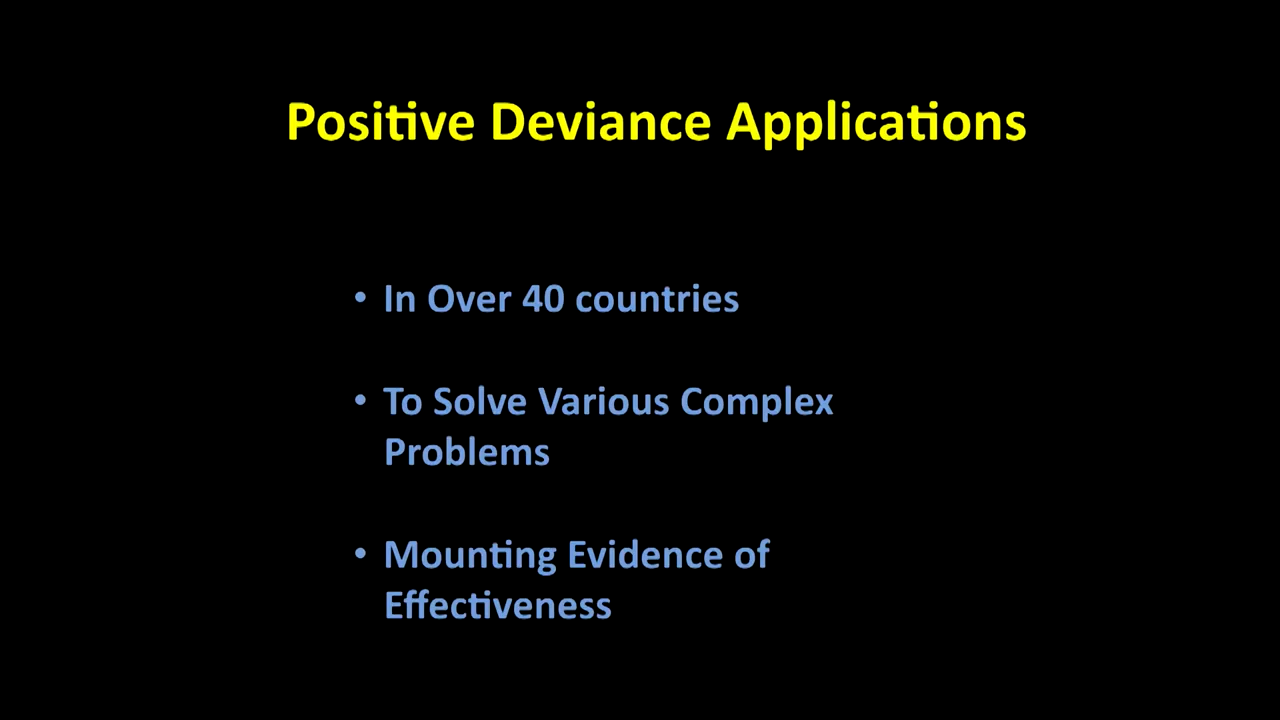 Positive Deviance Applications
• In Over 40 countries
• To Solve Various Complex
Problems
• Mounting Evidence of
Effectiveness